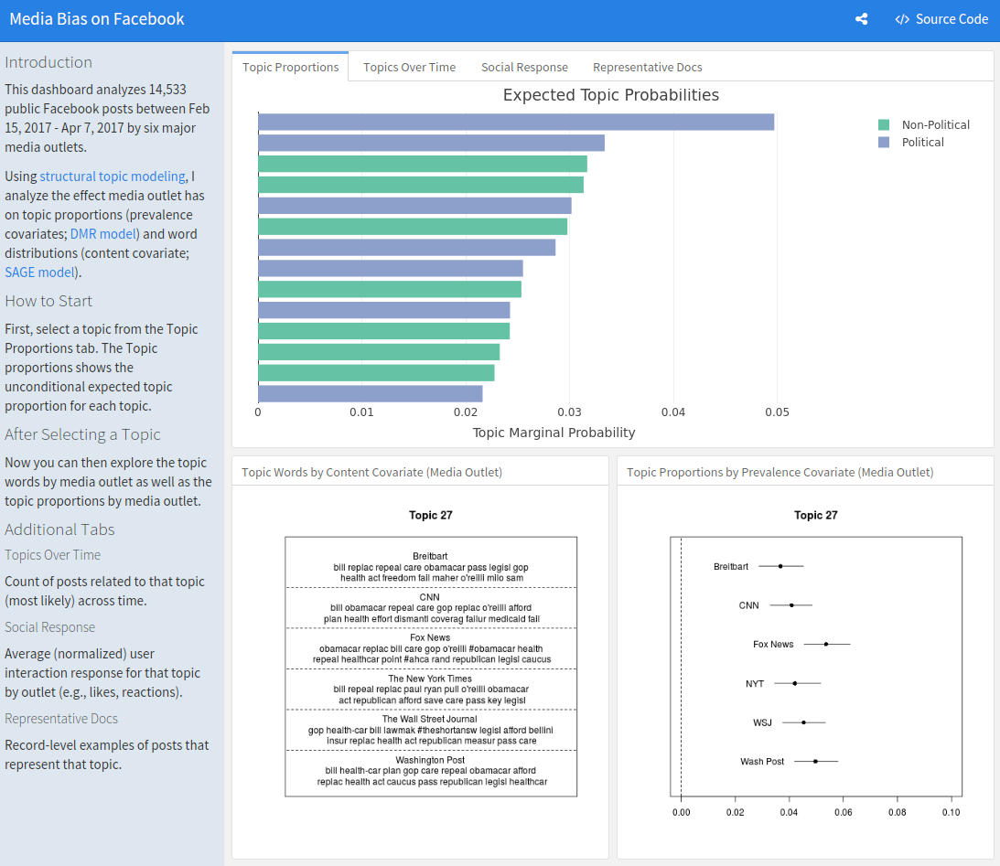 Media Bias on Facebook
</> Source Code
Introduction
This dashboard analyzes 14,533
public Facebook posts between Feb
15, 2017 - Apr 7, 2017 by six major
media outlets.
Using structural topic modeling, I
analyze the effect media outlet has
on topic proportions (prevalence
covariates; DMR model) and word
distributions (content covariate;
SAGE model).
How to Start
First, select a topic from the Topic
Proportions tab. The Topic
proportions shows the
unconditional expected topic
proportion for each topic.
After Selecting a Topic
Now you can then explore the topic
words by media outlet as well as the
topic proportions by media outlet.
Additional Tabs
Topics Over Time
Count of posts related to that topic
(most likely) across time.
Social Response
Average (normalized) user
interaction response for that topic
by outlet (e.g., likes, reactions).
Representative Docs
Record-level examples of posts that
represent that topic.
Topic Proportions
Topics Over Time
Social Response
Representative Docs
Expected Topic Probabilities
Non-Political
Political
0 0.01 0.02 0.03 0.04 0.05
Topic Marginal Probability
Topic Words by Content Covariate (Media Outlet)
Topic 27
Breitbart
bill replac repeal care obamacar pass legisl gop
health act freedom fail maher o'reilli milo sam
CNN
bill obamacar repeal care gop replac o'reilli afford
plan health effort dismantl coverag failur medicaid fail
Fox News
obamacar replac bill care gop o'reilli #obamacar health
repeal healthcar point #ahca rand republican legisl caucus
The New York Times
bill repeal replac paul ryan pull o'reilli obamacar
act republican afford save care pass key legisl
The Wall Street Journal
gop health-car bill lawmak #theshortansw legisl afford bellini
insur replac health act republican measur pass care
Washington Post
bill health-car plan gop care repeal obamacar afford
replac health act caucus pass republican legisl healthcar
Topic Proportions by Prevalence Covariate (Media Outlet)
Topic 27
Breitbart
CNN
Fox News
NYT
WSJ
Wash Post
0.00 0.02 0.04 0.06 0.08 0.10